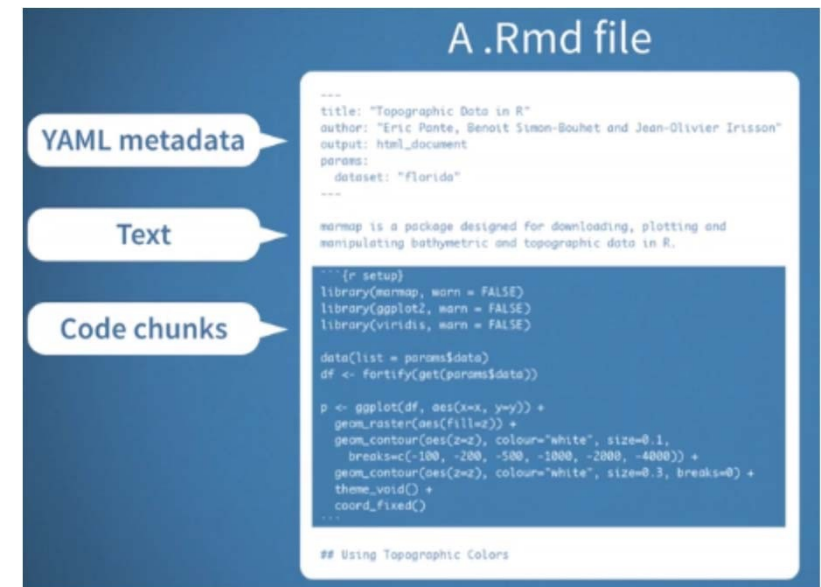 A .Rmd file
YAML metadata
---
title: "Topographic Data in R"
author: "Eric Pante, Benoit Simon-Bouhet and Jean-Olivier Irisson"
output: html_document
params:
  dataset: "florida"
---
Text
marmap is a package designed for downloading, plotting and
manipulating bathymetric and topographic data in R.
Code chunks
```{r setup}
library(marmap, warn = FALSE)
library(ggplot2, warn = FALSE)
library(viridis, warn = FALSE)
data(list = params$data)
df <- fortify(get(params$data))
p <- ggplot(df, aes(x=x, y=y)) +
  geom_raster(aes(fill=z)) +
  geom_contour(aes(z=z), colour="white", size=0.1,
    breaks=c(-100, -200, -500, -1000, -2000, -4000)) +
  geom_contour(aes(z=z), colour="white", size=0.3, breaks=0) +
  theme_void() +
  coord_fixed()
```
## Using Topographic Colors